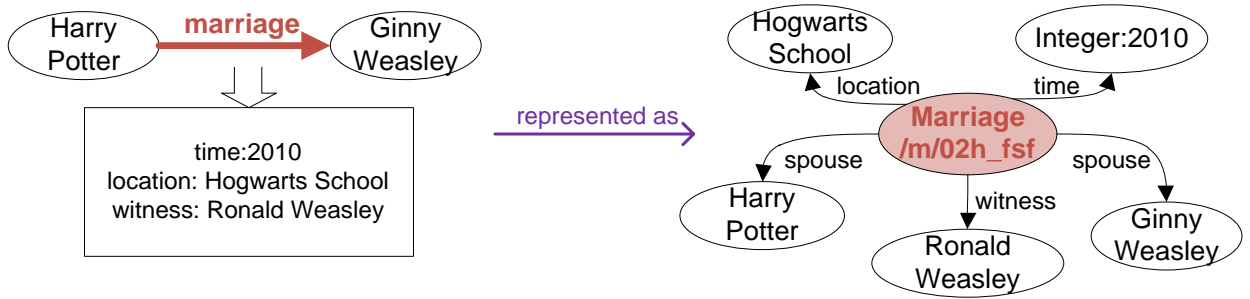 Harry
Potter
marriage
Ginny
Weasley
time:2010
location: Hogwarts School
witness: Ronald Weasley
represented as
Hogwarts
School
Integer:2010
location
time
Marriage
/m/02h_fsf
spouse
spouse
witness
Harry
Potter
Ronald
Weasley
Ginny
Weasley